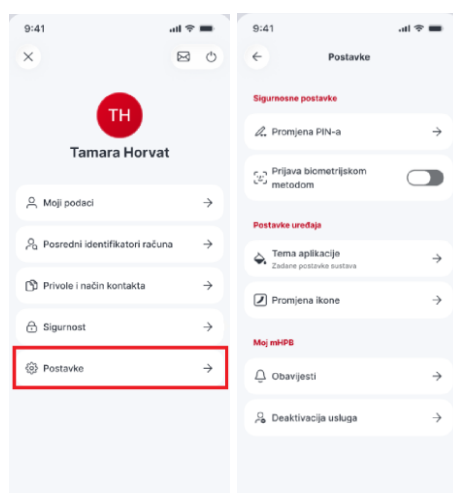 9:41
TH
Tamara Horvat
Moji podaci
Posredni identifikatori računa
Privole i način kontakta
Sigurnost
Postavke
9:41
Postavke
Sigurnosne postavke
Promjena PIN-a
Prijava biometrijskom
metodom
Postavke uređaja
Tema aplikacije
Zadane postavke sustava
Promjena ikone
Moj mHPB
Obavijesti
Deaktivacija usluga